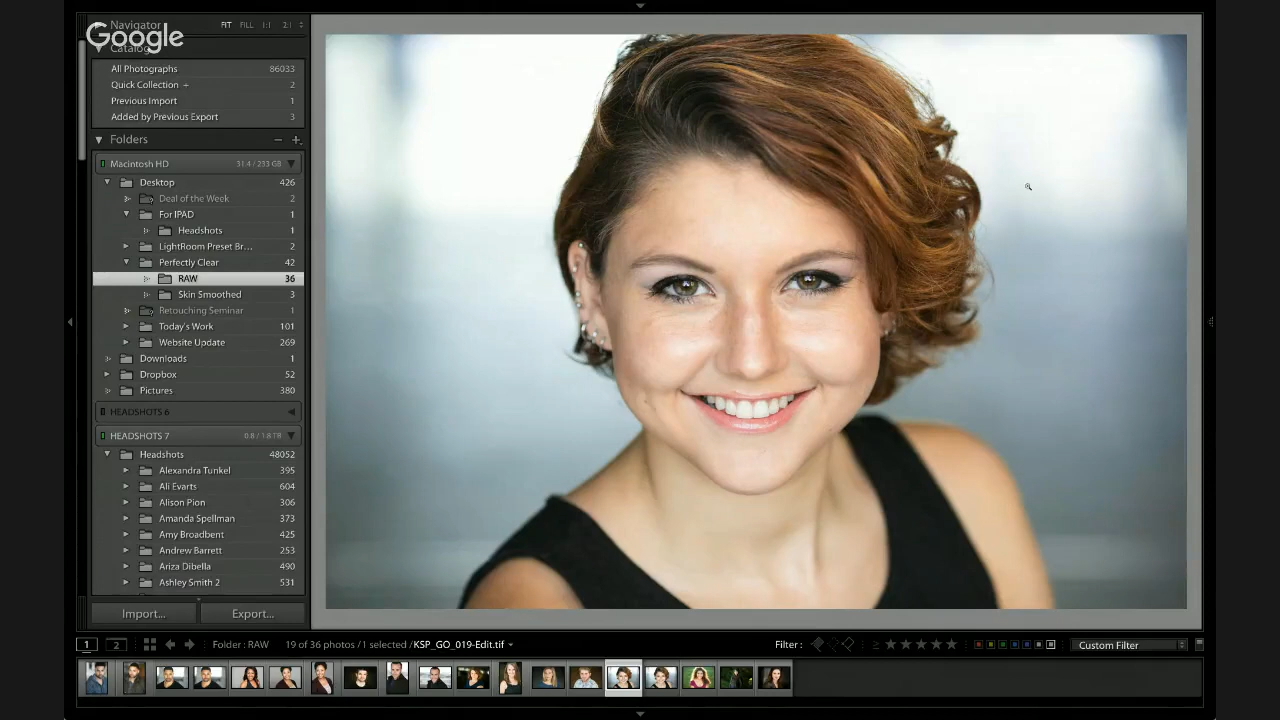 Navigator FIT FILL 1:1 2:1
Google
Catalog
All Photographs 86033
Quick Collection + 2
Previous Import 1
Added by Previous Export 3
Folders − +
Macintosh HD 31.4 / 233 GB
Desktop 426
Deal of the Week 2
For IPAD 1
Headshots 1
LightRoom Preset Br... 2
Perfectly Clear 42
RAW 36
Skin Smoothed 3
Retouching Seminar 1
Today's Work 101
Website Update 269
Downloads 1
Dropbox 52
Pictures 380
HEADSHOTS 6
HEADSHOTS 7 0.8 / 1.8 TB
Headshots 48052
Alexandra Tunkel 395
Ali Evarts 604
Alison Pion 306
Amanda Spellman 373
Amy Broadbent 425
Andrew Barrett 253
Ariza Dibella 490
Ashley Smith 2 531
Import... Export...
1 2 Folder : RAW 19 of 36 photos / 1 selected / KSP_GO_019-Edit.tif Filter : ≥ ★★★★★ Custom Filter